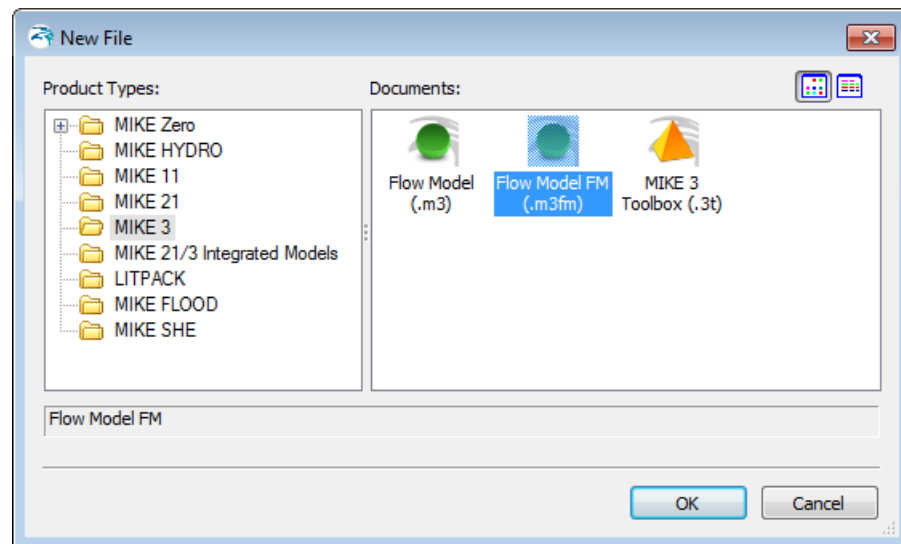 New File
Product Types:
Documents:
MIKE Zero
MIKE HYDRO
MIKE 11
MIKE 21
MIKE 3
MIKE 21/3 Integrated Models
LITPACK
MIKE FLOOD
MIKE SHE
Flow Model
(.m3)
Flow Model FM
(.m3fm)
MIKE 3
Toolbox (.3t)
Flow Model FM
OK
Cancel